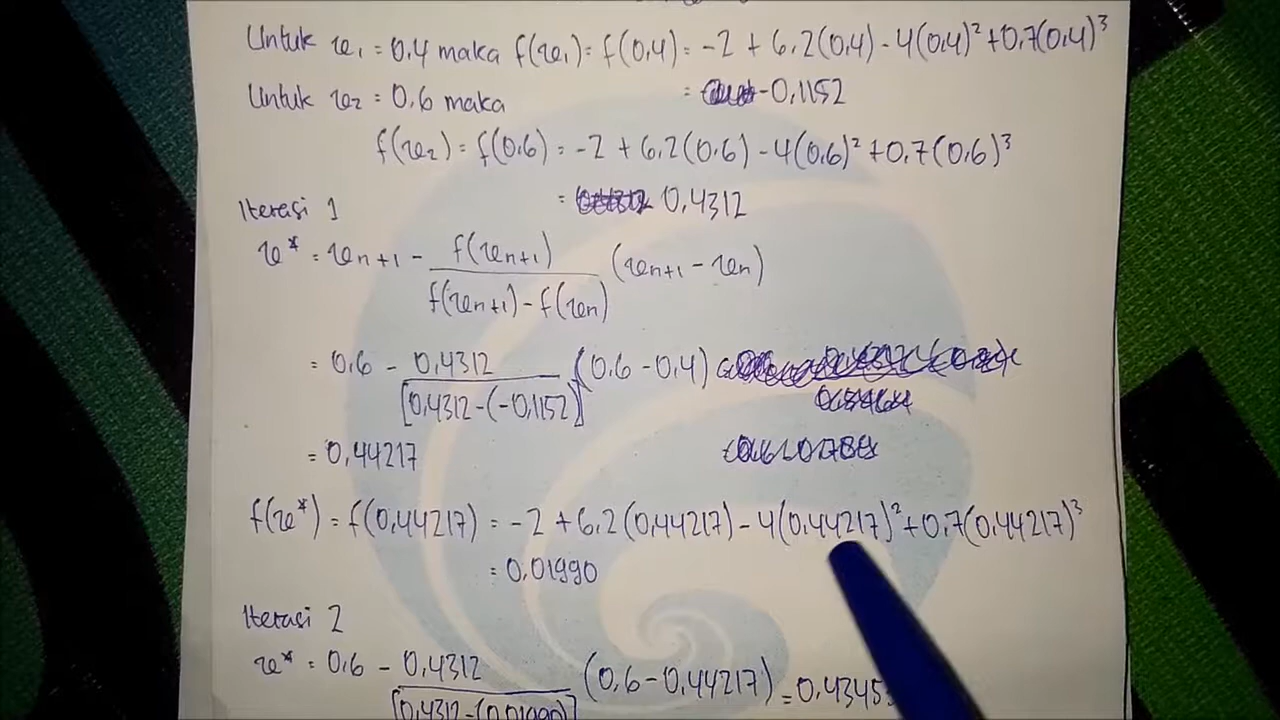 Untuk x₁ = 0,4 maka f(x₁) = f(0,4) = -2 + 6,2(0,4) - 4(0,4)² + 0,7(0,4)³
= -0,1152
Untuk x₂ = 0,6 maka
f(x₂) = f(0,6) = -2 + 6,2(0,6) - 4(0,6)² + 0,7(0,6)³
= 0,4312
Iterasi 1
x* = xn+1 - f(xn+1) / f(xn+1) - f(xn) (xn+1 - xn)
= 0,6 - 0,4312 / [0,4312 - (-0,1152)] (0,6 - 0,4)
= 0,44217
f(x*) = f(0,44217) = -2 + 6,2(0,44217) - 4(0,44217)² + 0,7(0,44217)³
= 0,01990
Iterasi 2
x* = 0,6 - 0,4312 / [0,4312 - (0,01990)] (0,6 - 0,44217) = 0,4345